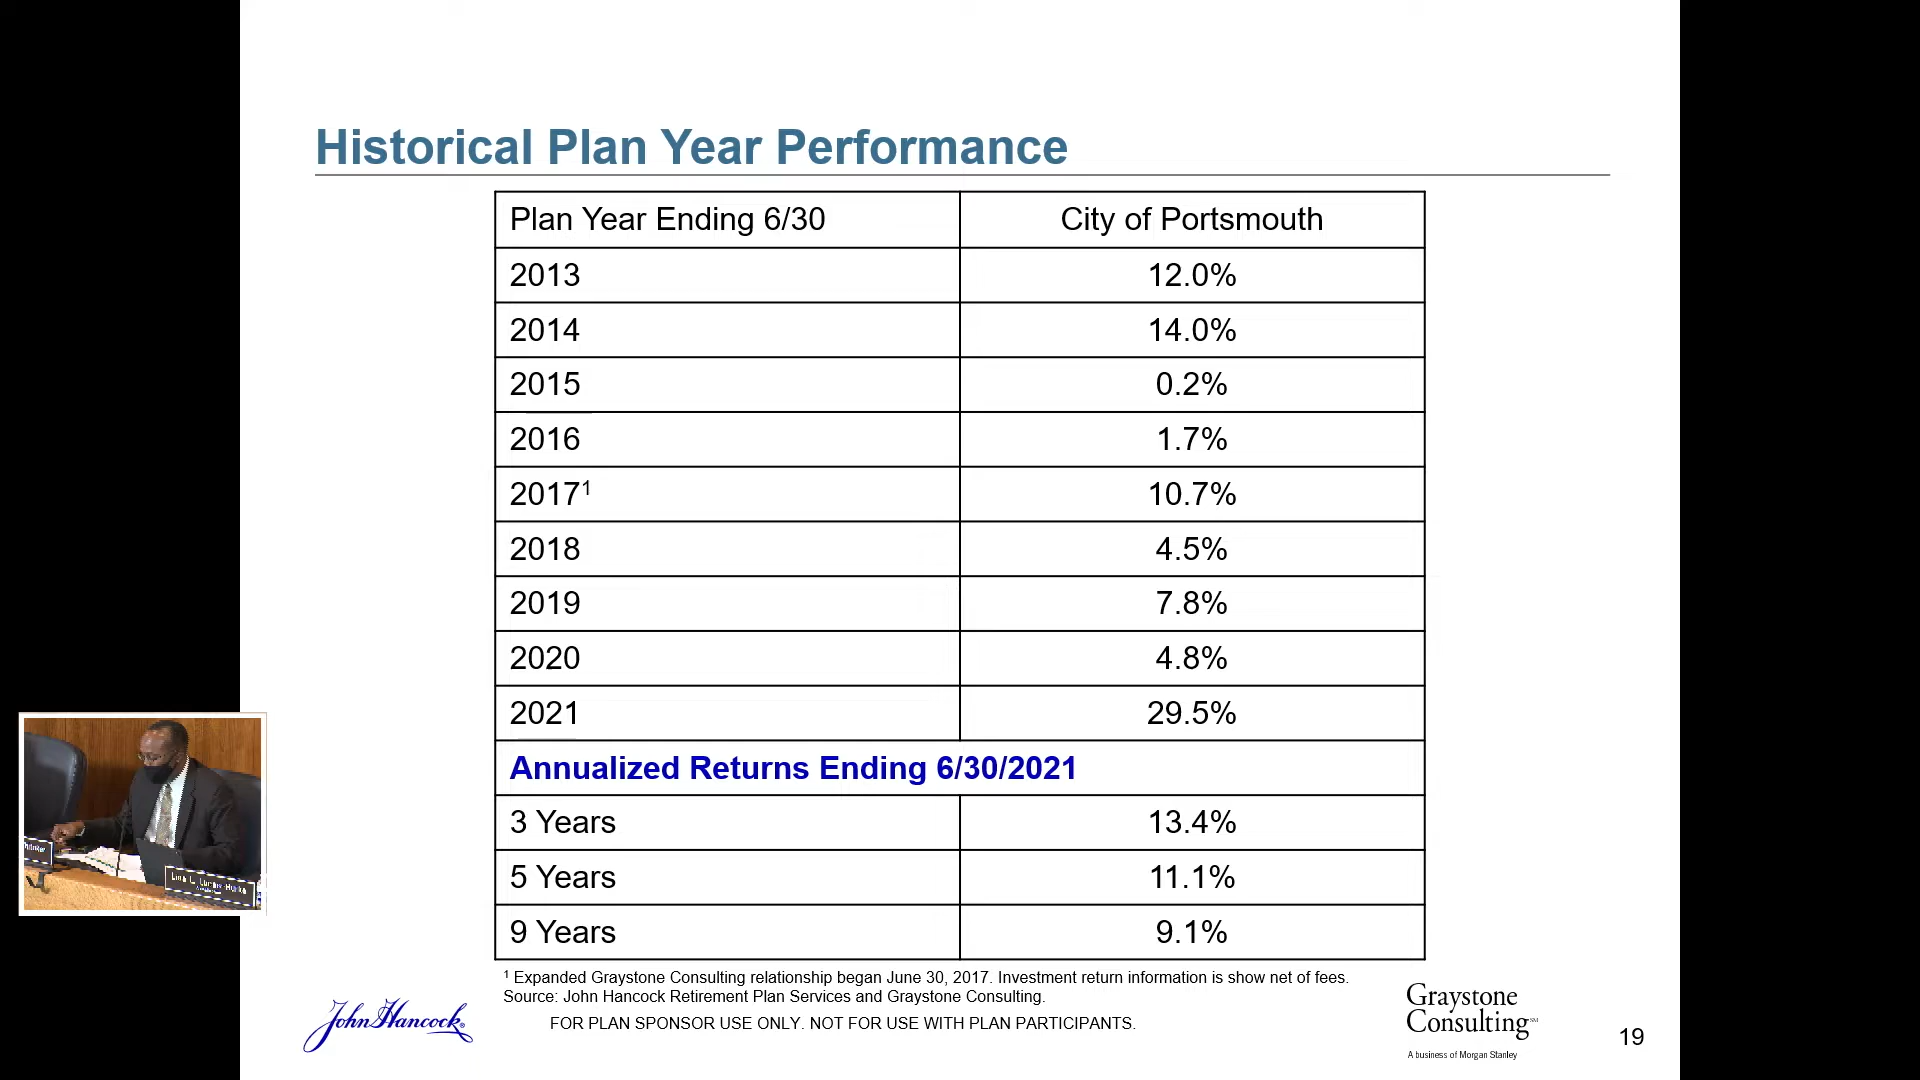 Historical Plan Year Performance
Plan Year Ending 6/30 City of Portsmouth
2013 12.0%
2014 14.0%
2015 0.2%
2016 1.7%
2017¹ 10.7%
2018 4.5%
2019 7.8%
2020 4.8%
2021 29.5%
Annualized Returns Ending 6/30/2021
3 Years 13.4%
5 Years 11.1%
9 Years 9.1%
¹ Expanded Graystone Consulting relationship began June 30, 2017. Investment return information is show net of fees.
Source: John Hancock Retirement Plan Services and Graystone Consulting.
FOR PLAN SPONSOR USE ONLY. NOT FOR USE WITH PLAN PARTICIPANTS.
John Hancock®
Graystone
Consulting℠
A business of Morgan Stanley
19